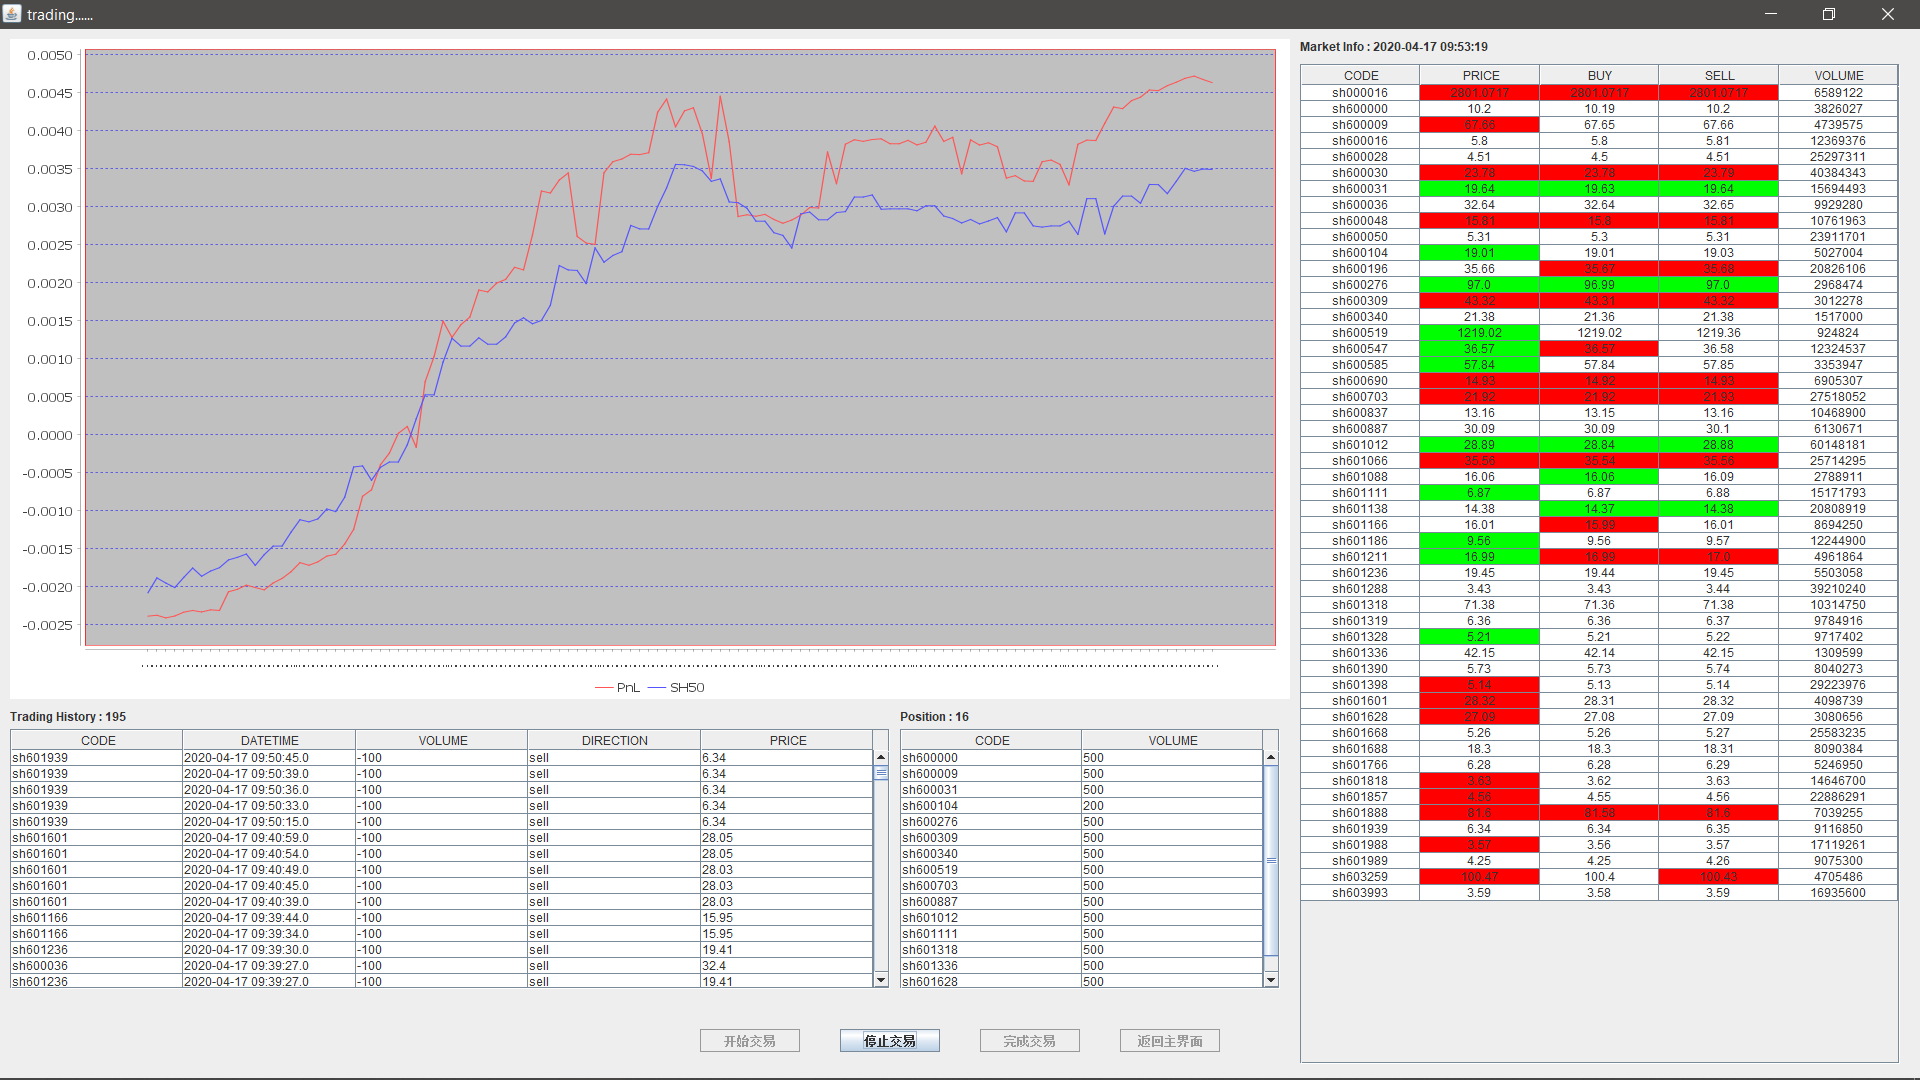 trading......
0.0050
0.0045
0.0040
0.0035
0.0030
0.0025
0.0020
0.0015
0.0010
0.0005
0.0000
-0.0005
-0.0010
-0.0015
-0.0020
-0.0025
PnL SH50
Trading History : 195
CODE DATETIME VOLUME DIRECTION PRICE
sh601939 2020-04-17 09:50:45.0 -100 sell 6.34
sh601939 2020-04-17 09:50:39.0 -100 sell 6.34
sh601939 2020-04-17 09:50:36.0 -100 sell 6.34
sh601939 2020-04-17 09:50:33.0 -100 sell 6.34
sh601939 2020-04-17 09:50:15.0 -100 sell 6.34
sh601601 2020-04-17 09:40:59.0 -100 sell 28.05
sh601601 2020-04-17 09:40:54.0 -100 sell 28.05
sh601601 2020-04-17 09:40:49.0 -100 sell 28.03
sh601601 2020-04-17 09:40:45.0 -100 sell 28.03
sh601601 2020-04-17 09:40:39.0 -100 sell 28.03
sh601166 2020-04-17 09:39:44.0 -100 sell 15.95
sh601166 2020-04-17 09:39:34.0 -100 sell 15.95
sh601236 2020-04-17 09:39:30.0 -100 sell 19.41
sh600036 2020-04-17 09:39:27.0 -100 sell 32.4
sh601236 2020-04-17 09:39:27.0 -100 sell 19.41
Position : 16
CODE VOLUME
sh600000 500
sh600009 500
sh600031 500
sh600104 200
sh600276 500
sh600309 500
sh600340 500
sh600519 500
sh600703 500
sh600887 500
sh601012 500
sh601111 500
sh601318 500
sh601336 500
sh601628 500
开始交易 停止交易 完成交易 返回主界面
Market Info : 2020-04-17 09:53:19
CODE PRICE BUY SELL VOLUME
sh000016 2801.0717 2801.0717 2801.0717 6589122
sh600000 10.2 10.19 10.2 3826027
sh600009 67.66 67.65 67.66 4739575
sh600016 5.8 5.8 5.81 12369376
sh600028 4.51 4.5 4.51 25297311
sh600030 23.78 23.78 23.79 40384343
sh600031 19.64 19.63 19.64 15694493
sh600036 32.64 32.64 32.65 9929280
sh600048 15.81 15.8 15.81 10761963
sh600050 5.31 5.3 5.31 23911701
sh600104 19.01 19.01 19.03 5027004
sh600196 35.66 35.67 35.68 20826106
sh600276 97.0 96.99 97.0 2968474
sh600309 43.32 43.31 43.32 3012278
sh600340 21.38 21.36 21.38 1517000
sh600519 1219.02 1219.02 1219.36 924824
sh600547 36.57 36.57 36.58 12324537
sh600585 57.84 57.84 57.85 3353947
sh600690 14.93 14.92 14.93 6905307
sh600703 21.92 21.92 21.93 27518052
sh600837 13.16 13.15 13.16 10468900
sh600887 30.09 30.09 30.1 6130671
sh601012 28.89 28.84 28.88 60148181
sh601066 35.56 35.54 35.56 25714295
sh601088 16.06 16.06 16.09 2788911
sh601111 6.87 6.87 6.88 15171793
sh601138 14.38 14.37 14.38 20808919
sh601166 16.01 15.99 16.01 8694250
sh601186 9.56 9.56 9.57 12244900
sh601211 16.99 16.99 17.0 4961864
sh601236 19.45 19.44 19.45 5503058
sh601288 3.43 3.43 3.44 39210240
sh601318 71.38 71.36 71.38 10314750
sh601319 6.36 6.36 6.37 9784916
sh601328 5.21 5.21 5.22 9717402
sh601336 42.15 42.14 42.15 1309599
sh601390 5.73 5.73 5.74 8040273
sh601398 5.14 5.13 5.14 29223976
sh601601 28.32 28.31 28.32 4098739
sh601628 27.09 27.08 27.09 3080656
sh601668 5.26 5.26 5.27 25583235
sh601688 18.3 18.3 18.31 8090384
sh601766 6.28 6.28 6.29 5246950
sh601818 3.63 3.62 3.63 14646700
sh601857 4.56 4.55 4.56 22886291
sh601888 81.6 81.58 81.6 7039255
sh601939 6.34 6.34 6.35 9116850
sh601988 3.57 3.56 3.57 17119261
sh601989 4.25 4.25 4.26 9075300
sh603259 100.47 100.4 100.43 4705486
sh603993 3.59 3.58 3.59 16935600